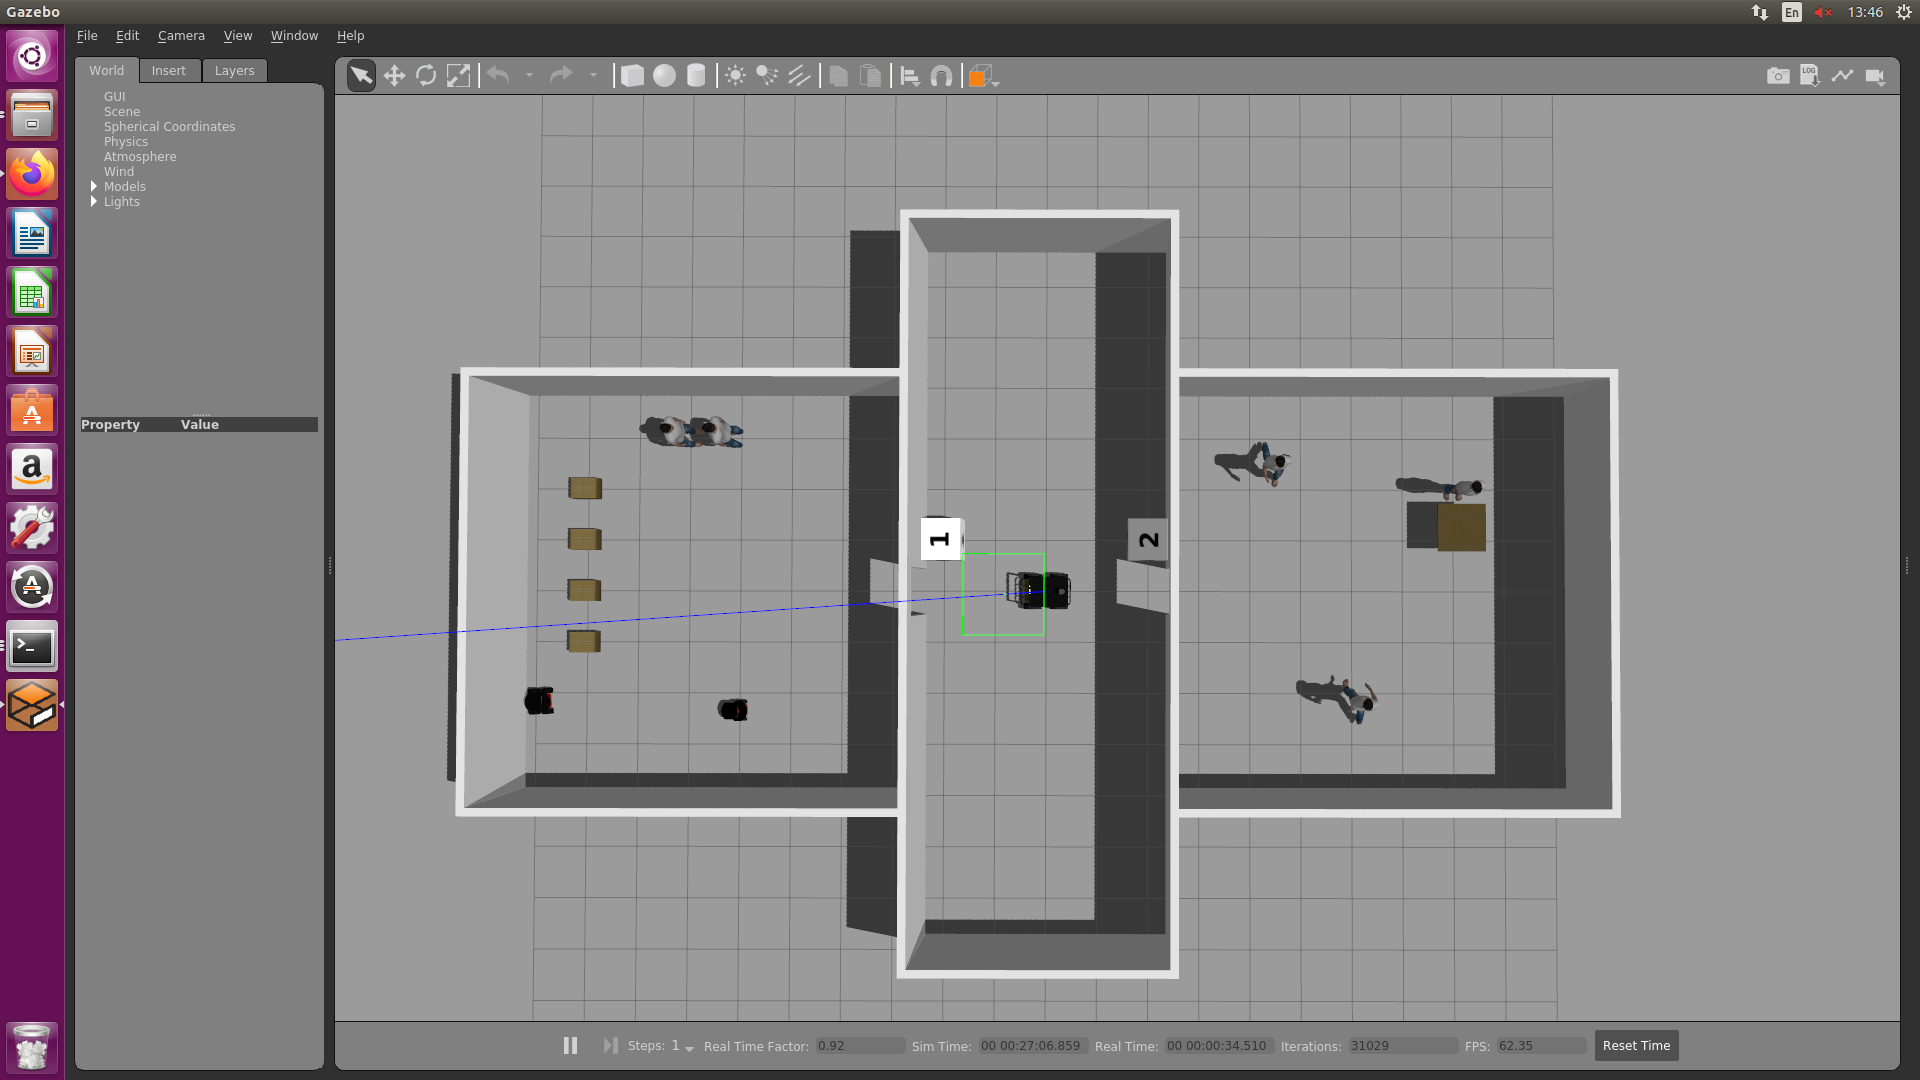 Gazebo
En
13:46
File Edit Camera View Window Help
World Insert Layers
GUI
Scene
Spherical Coordinates
Physics
Atmosphere
Wind
Models
Lights
Property Value
LOG
1
2
Steps: 1 Real Time Factor: 0.92 Sim Time: 00 00:27:06.859 Real Time: 00 00:00:34.510 Iterations: 31029 FPS: 62.35 Reset Time